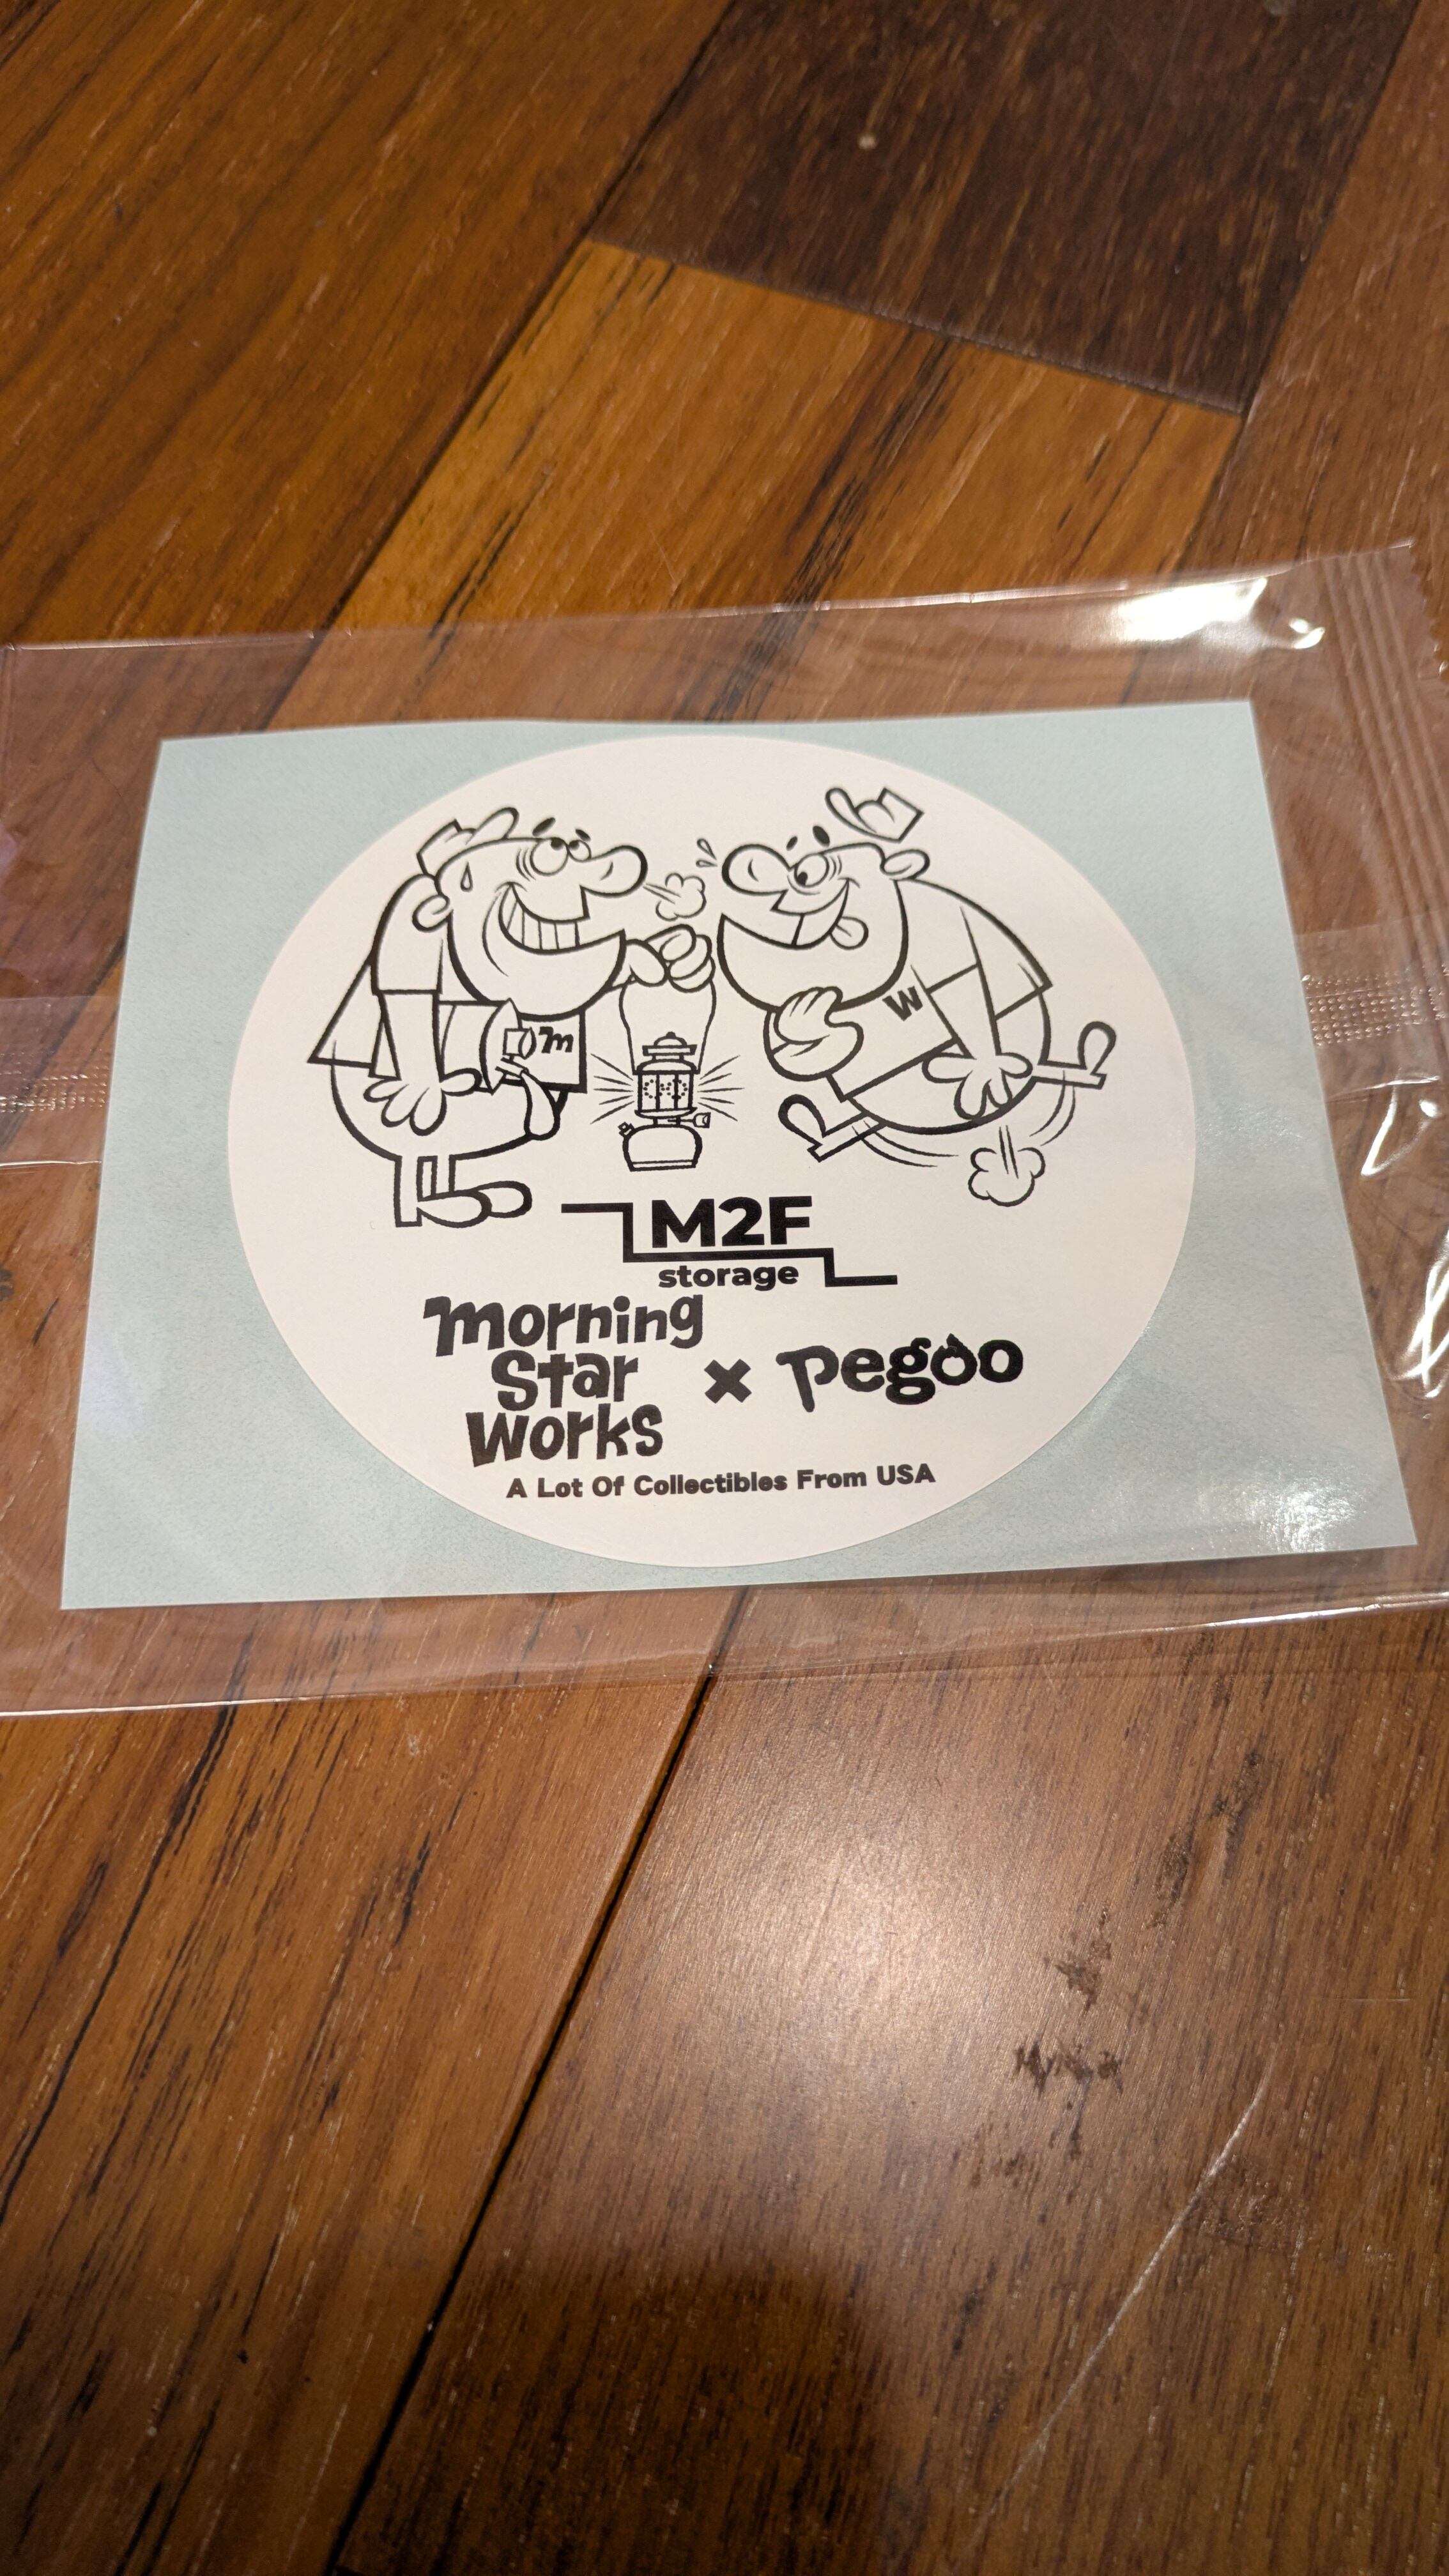 m
W
M2F
storage
morning
Star
works
× pegoo
A Lot Of Collectibles From USA